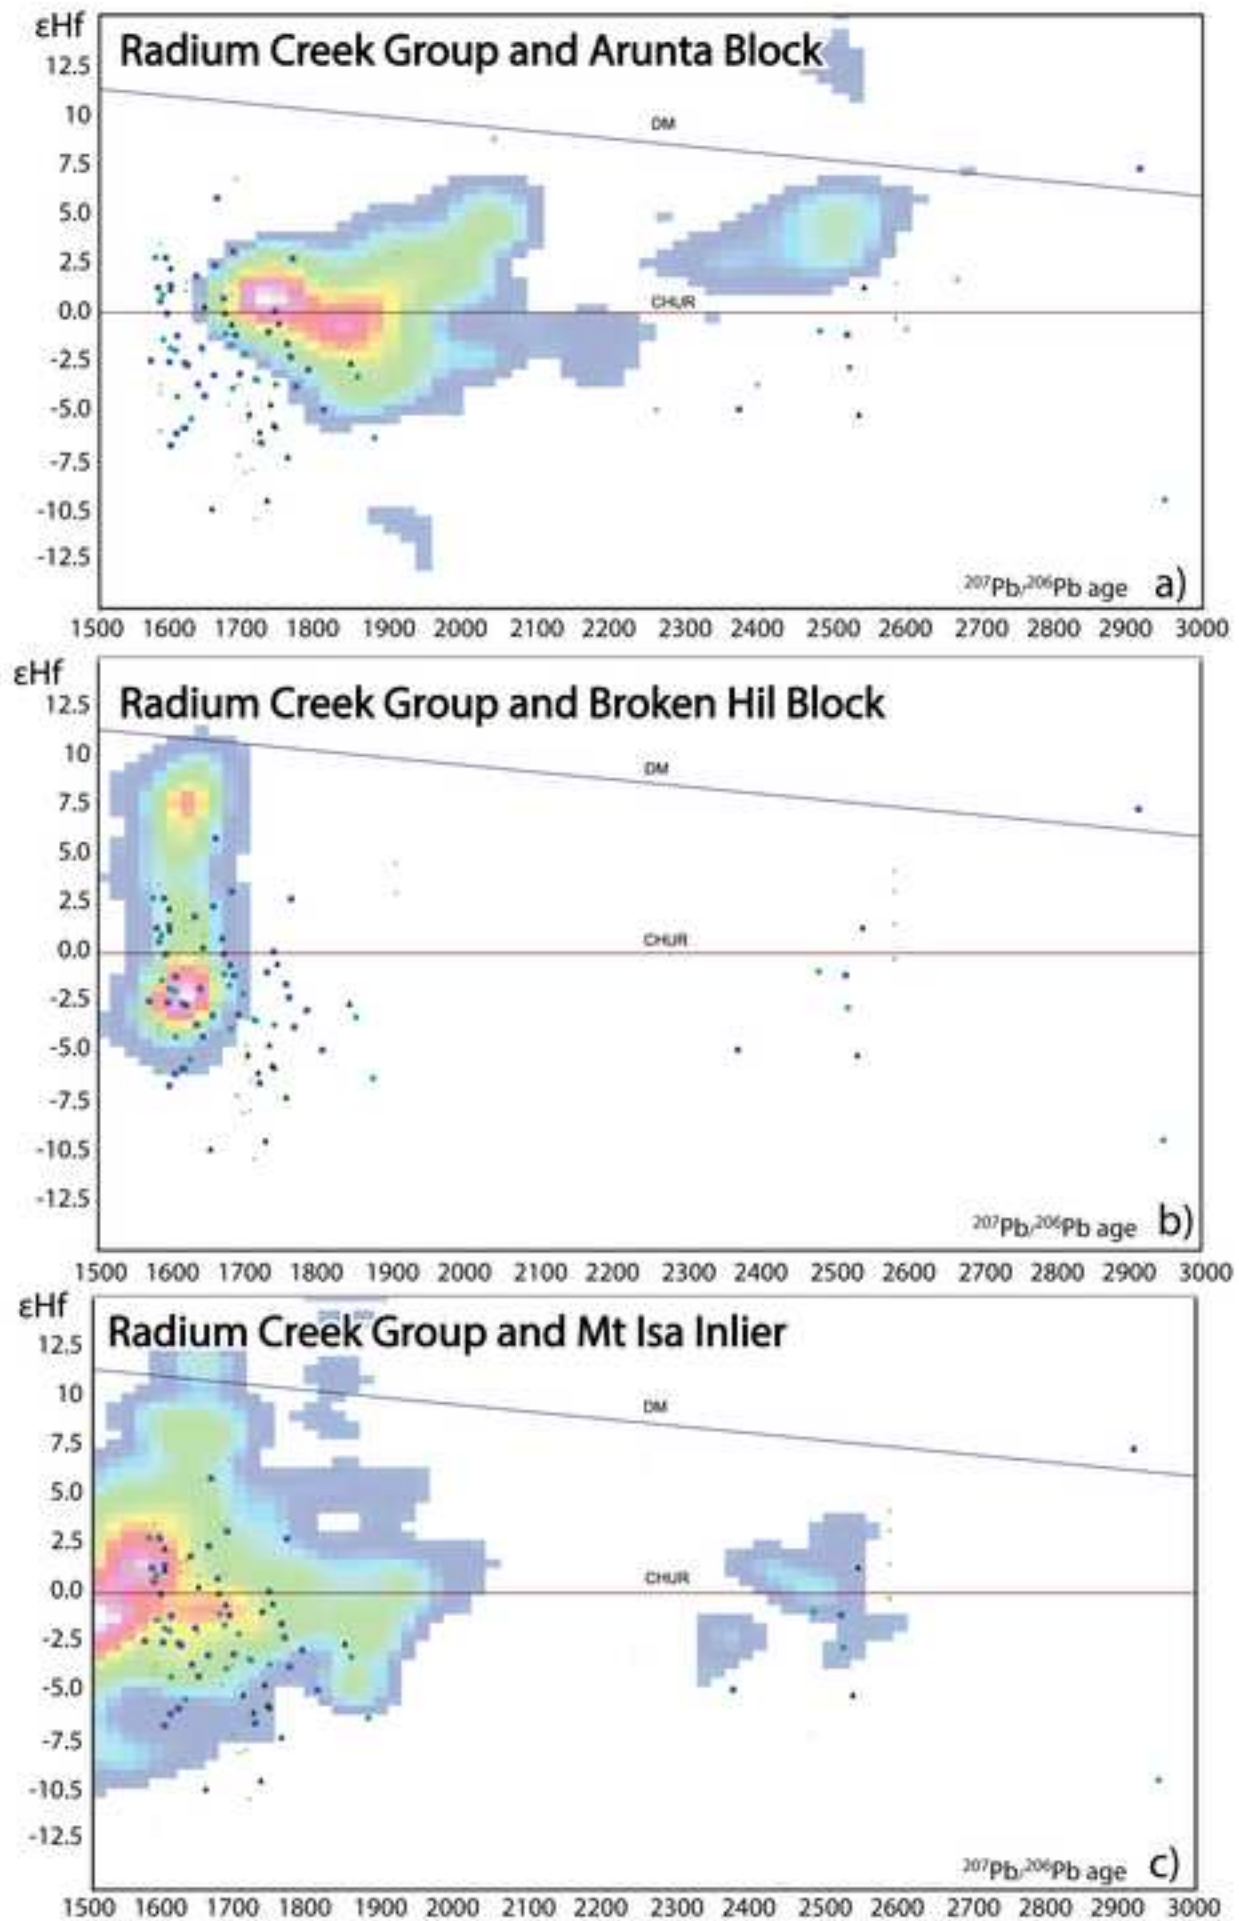 εHf
Radium Creek Group and Arunta Block
12.5
10
DM
7.5
5.0
2.5
CHUR
0.0
-2.5
-5.0
-7.5
-10.5
-12.5
²⁰⁷Pb/²⁰⁶Pb age a)
1500 1600 1700 1800 1900 2000 2100 2200 2300 2400 2500 2600 2700 2800 2900 3000
εHf
Radium Creek Group and Broken Hil Block
12.5
10
DM
7.5
5.0
2.5
CHUR
0.0
-2.5
-5.0
-7.5
-10.5
-12.5
²⁰⁷Pb/²⁰⁶Pb age b)
1500 1600 1700 1800 1900 2000 2100 2200 2300 2400 2500 2600 2700 2800 2900 3000
εHf
Radium Creek Group and Mt Isa Inlier
12.5
10
DM
7.5
5.0
2.5
CHUR
0.0
-2.5
-5.0
-7.5
-10.5
-12.5
²⁰⁷Pb/²⁰⁶Pb age c)
1500 1600 1700 1800 1900 2000 2100 2200 2300 2400 2500 2600 2700 2800 2900 3000